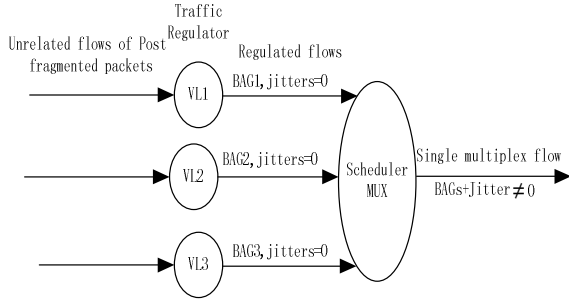 Traffic
Regulator
Unrelated flows of Post
fragmented packets
Regulated flows
VL1
BAG1,jitters=0
VL2
BAG2,jitters=0
Scheduler
MUX
Single multiplex flow
BAGs+Jitter≠0
VL3
BAG3,jitters=0